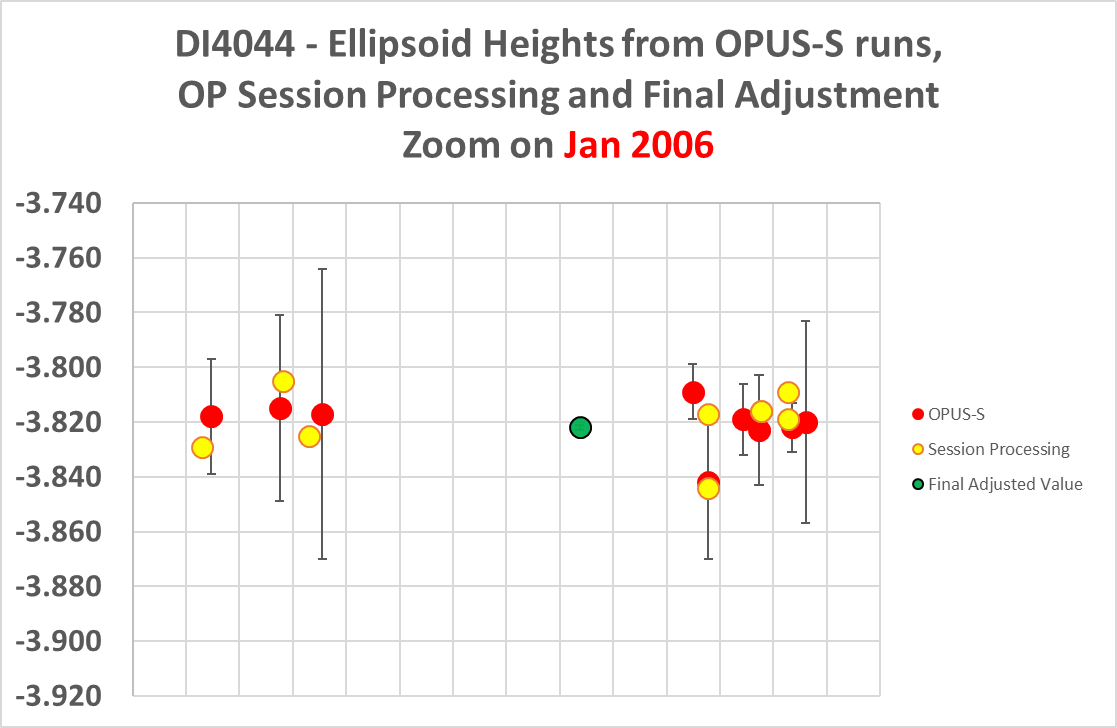 DI4044 - Ellipsoid Heights from OPUS-S runs,
OP Session Processing and Final Adjustment
Zoom on Jan 2006
-3.740
-3.760
-3.780
-3.800
-3.820
-3.840
-3.860
-3.880
-3.900
-3.920
OPUS-S
Session Processing
Final Adjusted Value